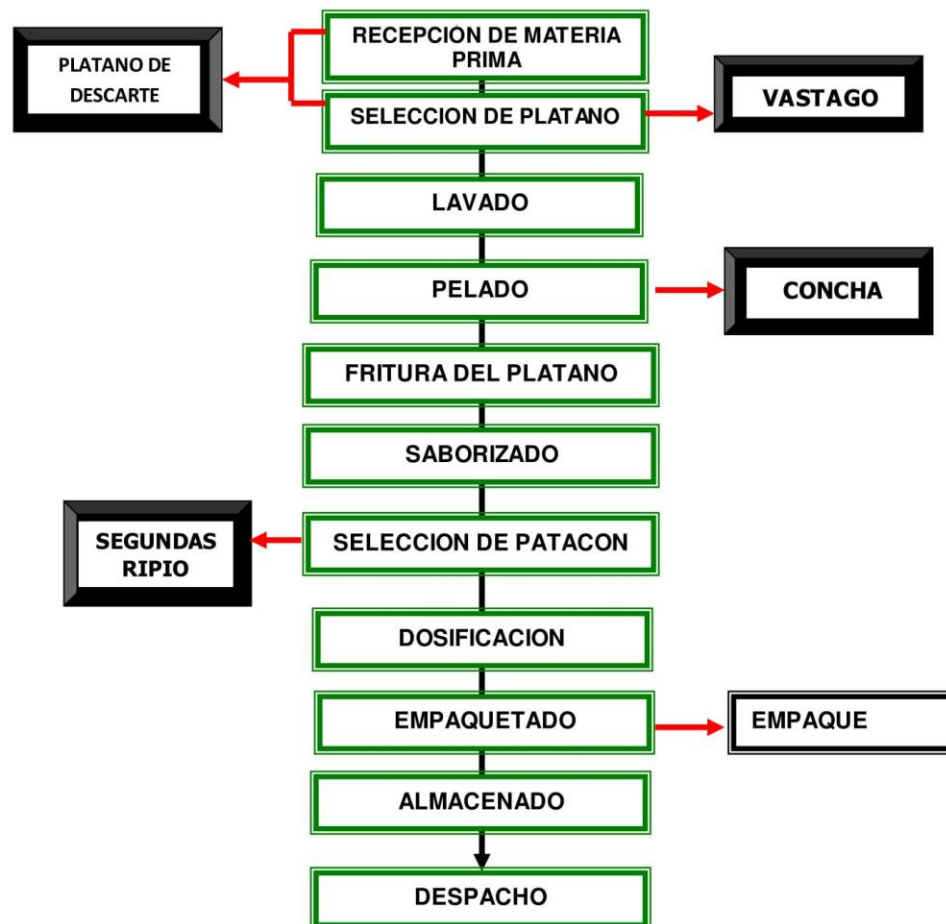 RECEPCIÓN DE MATERIA
PRIMA
PLATANO DE
DESCARTE
SELECCION DE PLATANO
VASTAGO
LAVADO
PELADO
CONCHA
FRITURA DEL PLATANO
SABORIZADO
SEGUNDAS
RIPIO
SELECCION DE PATACON
DOSIFICACION
EMPAQUETADO
EMPAQUE
ALMACENADO
DESPACHO